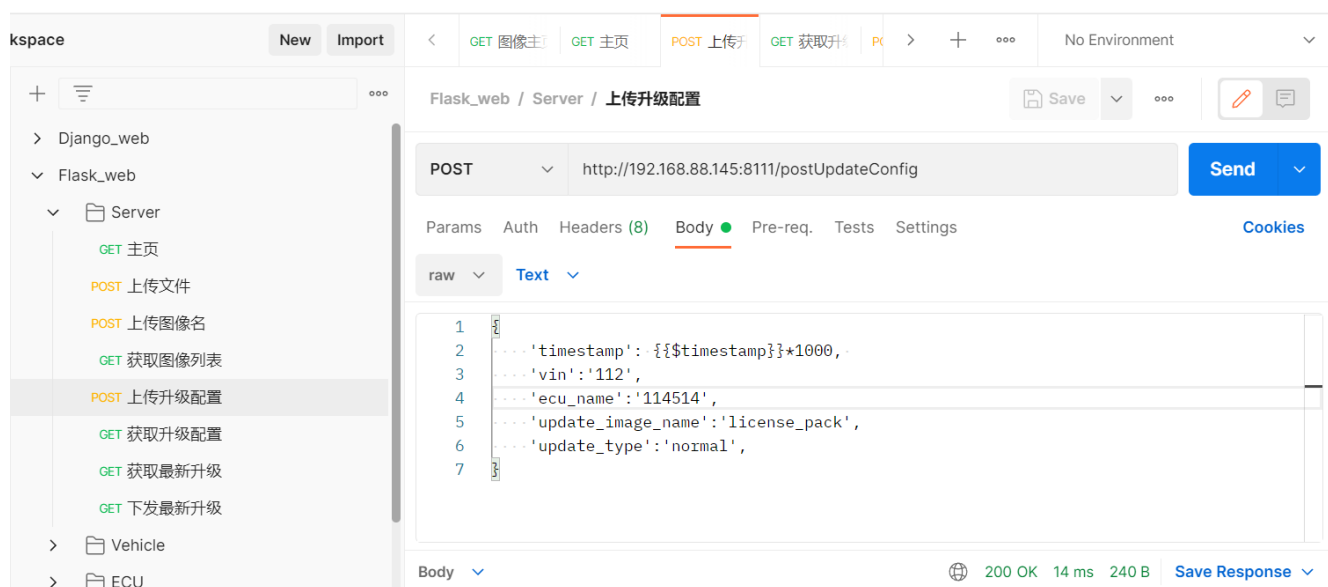 kspace New Import
GET 图像主 GET 主页 POST 上传升 GET 获取升 No Environment
Flask_web / Server / 上传升级配置 Save
Django_web
Flask_web
Server
GET 主页
POST 上传文件
POST 上传图像名
GET 获取图像列表
POST 上传升级配置
GET 获取升级配置
GET 获取最新升级
GET 下发最新升级
Vehicle
ECU
POST http://192.168.88.145:8111/postUpdateConfig Send
Params Auth Headers (8) Body Pre-req. Tests Settings Cookies
raw Text
1 {
2 'timestamp': {{$timestamp}}*1000,
3 'vin':'112',
4 'ecu_name':'114514',
5 'update_image_name':'license_pack',
6 'update_type':'normal',
7 }
Body 200 OK 14 ms 240 B Save Response